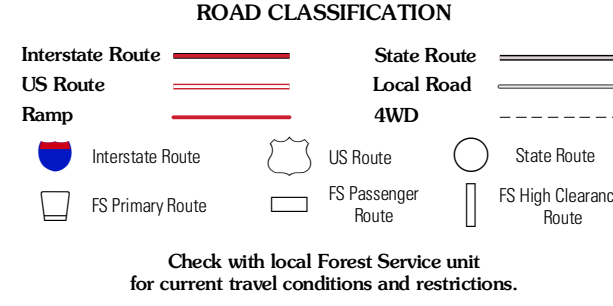 ROAD CLASSIFICATION
Interstate Route
State Route
US Route
Local Road
Ramp
4WD
Interstate Route
US Route
State Route
FS Primary Route
FS Passenger
Route
FS High Clearanc
Route
Check with local Forest Service unit
for current travel conditions and restrictions.